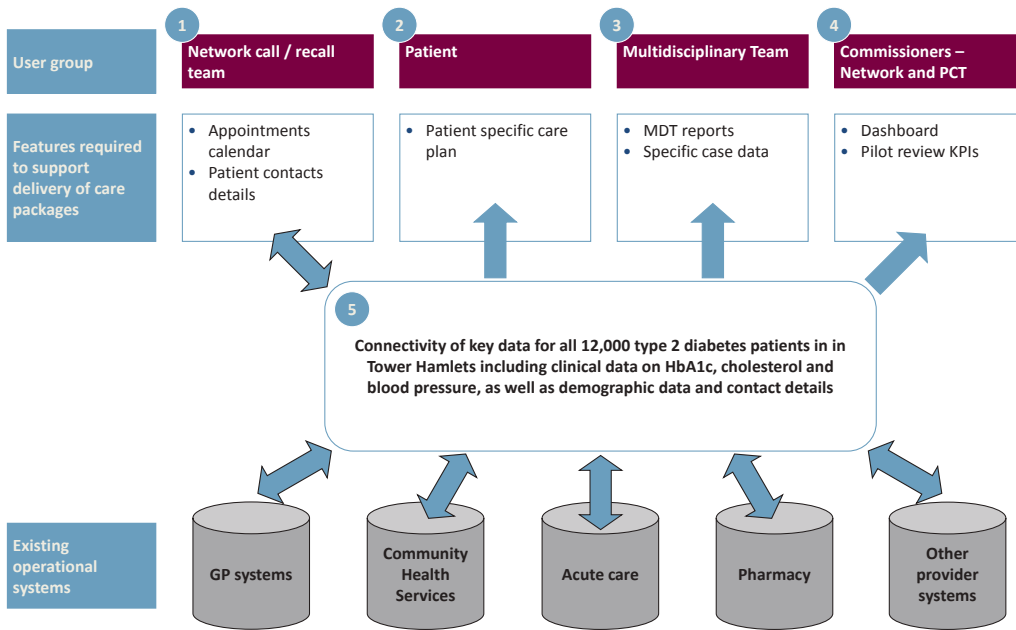 1
2
3
4
User group
Network call / recall
team
Patient
Multidisciplinary Team
Commissioners –
Network and PCT
Features required
to support
delivery of care
packages
• Appointments
calendar
• Patient contacts
details
• Patient specific care
plan
• MDT reports
• Specific case data
• Dashboard
• Pilot review KPIs
5
Connectivity of key data for all 12,000 type 2 diabetes patients in in
Tower Hamlets including clinical data on HbA1c, cholesterol and
blood pressure, as well as demographic data and contact details
Existing
operational
systems
GP systems
Community
Health
Services
Acute care
Pharmacy
Other
provider
systems